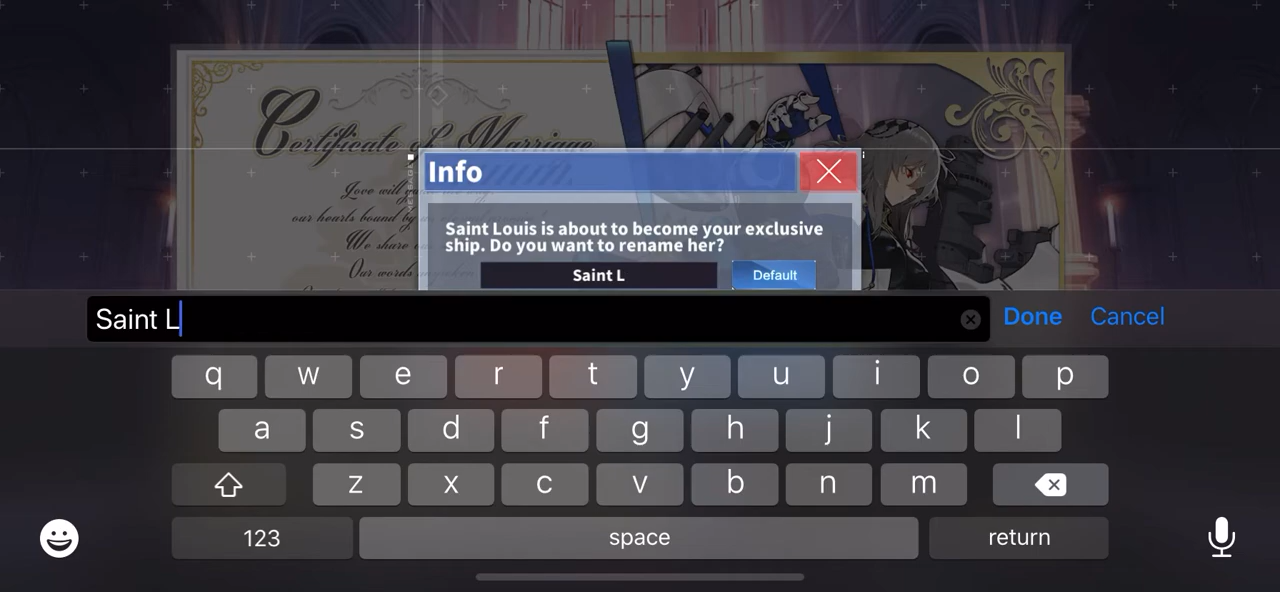 Certificate of Marriage
Love will
our hearts bound by
We share
Our words
Info
Saint Louis is about to become your exclusive
ship. Do you want to rename her?
Saint L
Default
Saint L
Done
Cancel
q w e r t y u i o p
a s d f g h j k l
z x c v b n m
123
space
return